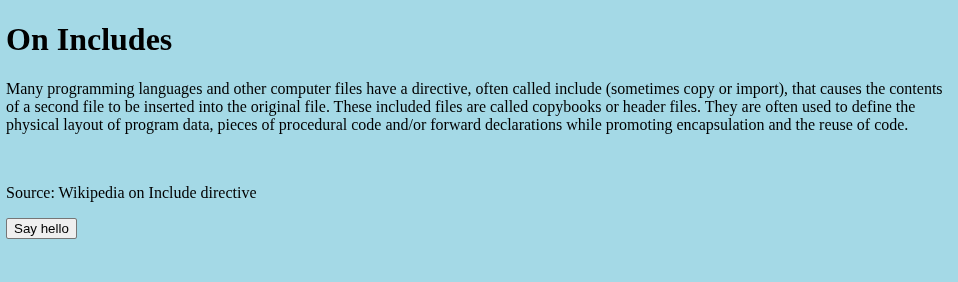 On Includes
Many programming languages and other computer files have a directive, often called include (sometimes copy or import), that causes the contents
of a second file to be inserted into the original file. These included files are called copybooks or header files. They are often used to define the
physical layout of program data, pieces of procedural code and/or forward declarations while promoting encapsulation and the reuse of code.
Source: Wikipedia on Include directive
Say hello